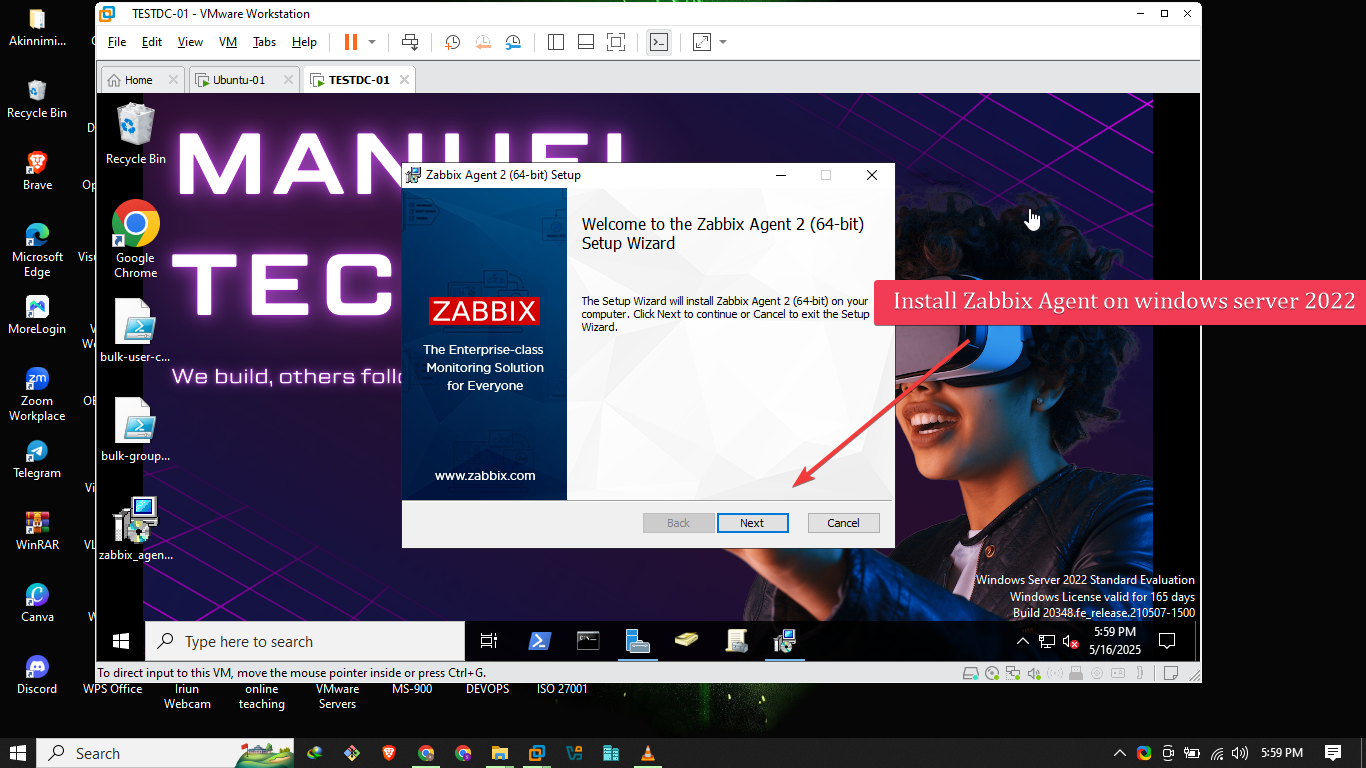 TESTDC-01 - VMware Workstation
File Edit View VM Tabs Help
Home
Ubuntu-01
TESTDC-01
Akinnimi...
Recycle Bin
Brave
Microsoft
Edge
MoreLogin
Zoom
Workplace
Telegram
WinRAR
Canva
Discord
Recycle Bin
Google
Chrome
bulk-user-c...
bulk-group...
zabbix_agen...
TEC
We build, others follo
Zabbix Agent 2 (64-bit) Setup
ZABBIX
The Enterprise-class
Monitoring Solution
for Everyone
www.zabbix.com
Welcome to the Zabbix Agent 2 (64-bit)
Setup Wizard
The Setup Wizard will install Zabbix Agent 2 (64-bit) on your
computer. Click Next to continue or Cancel to exit the Setup
Wizard.
Back
Next
Cancel
Install Zabbix Agent on windows server 2022
Windows Server 2022 Standard Evaluation
Windows License valid for 165 days
Build 20348.fe_release.210507-1500
Type here to search
5:59 PM
5/16/2025
To direct input to this VM, move the mouse pointer inside or press Ctrl+G.
WPS Office
Iriun
Webcam
online
teaching
VMware
Servers
MS-900
DEVOPS
ISO 27001
Search
5:59 PM